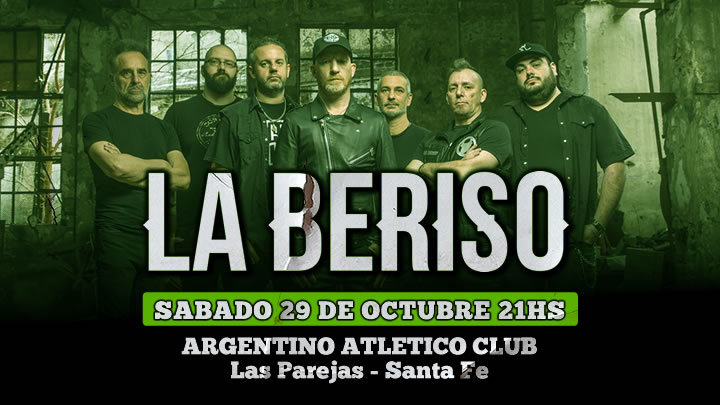 LA BERISO
SABADO 29 DE OCTUBRE 21HS
ARGENTINO ATLETICO CLUB
Las Parejas - Santa Fe